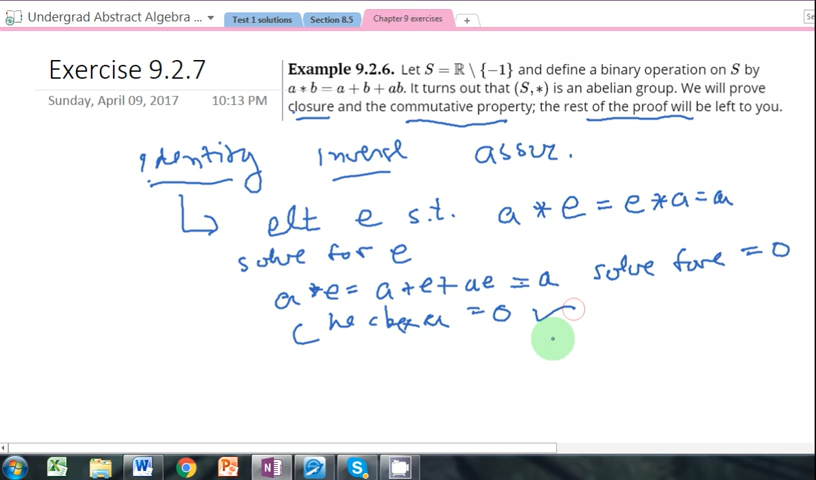 Undergrad Abstract Algebra
Test 1 solutions
Section 8.5
Chapter 9 exercises
+
Exercise 9.2.7
Sunday, April 09, 2017 10:13 PM
Example 9.2.6. Let S = ℝ \ {−1} and define a binary operation on S by
a ∗ b = a + b + ab. It turns out that (S, ∗) is an abelian group. We will prove
closure and the commutative property; the rest of the proof will be left to you.
Identity Inverse assoc.
elt e s.t. a * e = e * a = a
solve for e
a * e = a + e + ae = a solve for e = 0
= 0 ✓